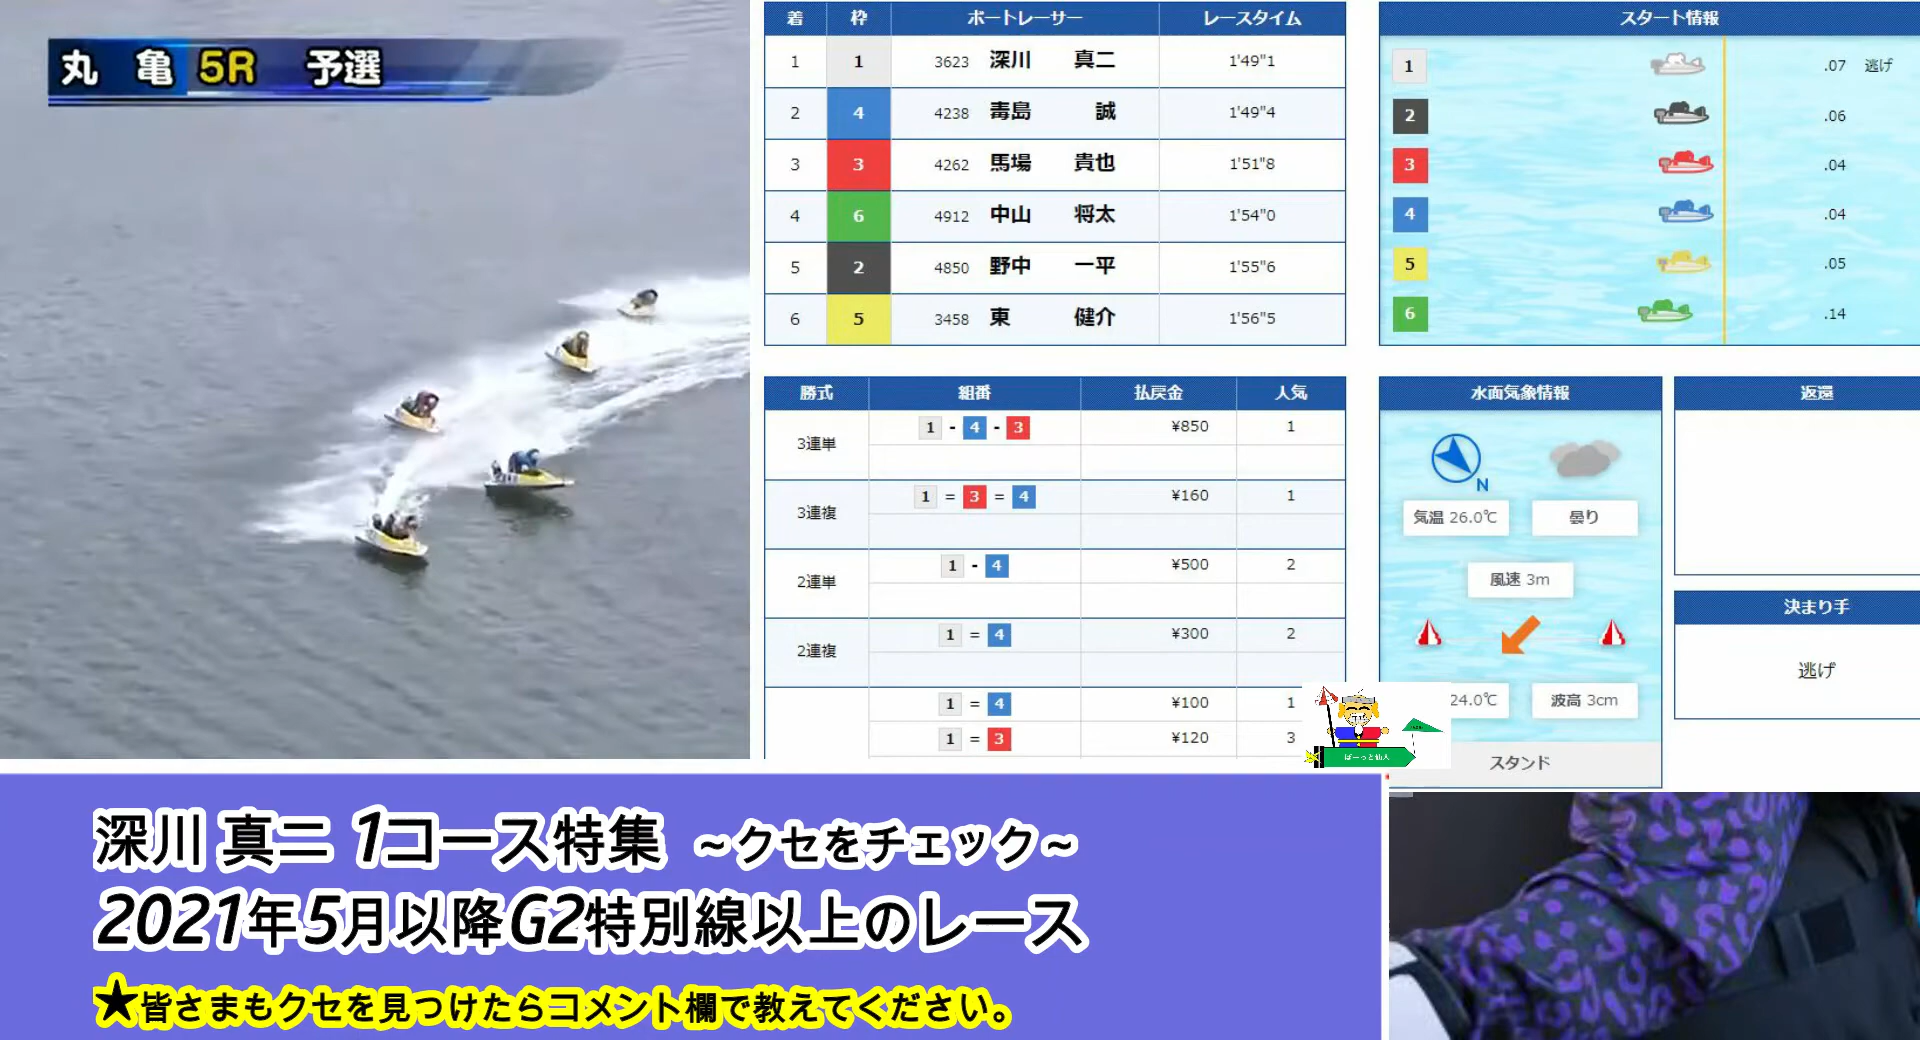 丸亀 5R 予選
着 枠 ボートレーサー レースタイム
1 1 3623 深川 真二 1'49"1
2 4 4238 毒島 誠 1'49"4
3 3 4262 馬場 貴也 1'51"8
4 6 4912 中山 将太 1'54"0
5 2 4850 野中 一平 1'55"6
6 5 3458 東 健介 1'56"5
スタート情報
1 .07 逃げ
2 .06
3 .04
4 .04
5 .05
6 .14
勝式 組番 払戻金 人気
3連単 1 - 4 - 3 ¥850 1
3連複 1 = 3 = 4 ¥160 1
2連単 1 - 4 ¥500 2
2連複 1 = 4 ¥300 2
1 = 4 ¥100 1
1 = 3 ¥120 3
水面気象情報
N
気温 26.0℃ 曇り
風速 3m
24.0℃ 波高 3cm
スタンド
返還
決まり手
逃げ
ぼーっと仙人
深川 真二 1コース特集 ~クセをチェック~
2021年5月以降G2特別線以上のレース
★皆さまもクセを見つけたらコメント欄で教えてください。